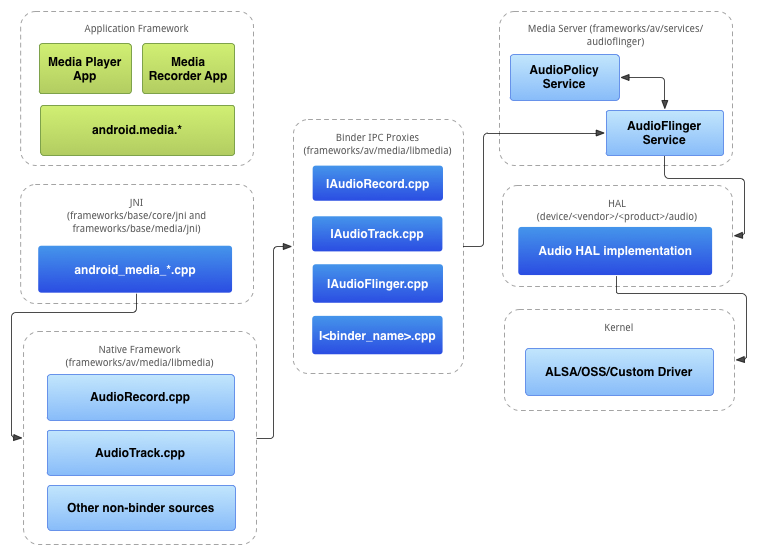 Application Framework
Media Player
App
Media
Recorder App
android.media.*
JNI
(frameworks/base/core/jni and
frameworks/base/media/jni)
android_media_*.cpp
Native Framework
(frameworks/av/media/libmedia)
AudioRecord.cpp
AudioTrack.cpp
Other non-binder sources
Binder IPC Proxies
(frameworks/av/media/libmedia)
IAudioRecord.cpp
IAudioTrack.cpp
IAudioFlinger.cpp
I<binder_name>.cpp
Media Server (frameworks/av/services/
audioflinger)
AudioPolicy
Service
AudioFlinger
Service
HAL
(device/<vendor>/<product>/audio)
Audio HAL implementation
Kernel
ALSA/OSS/Custom Driver